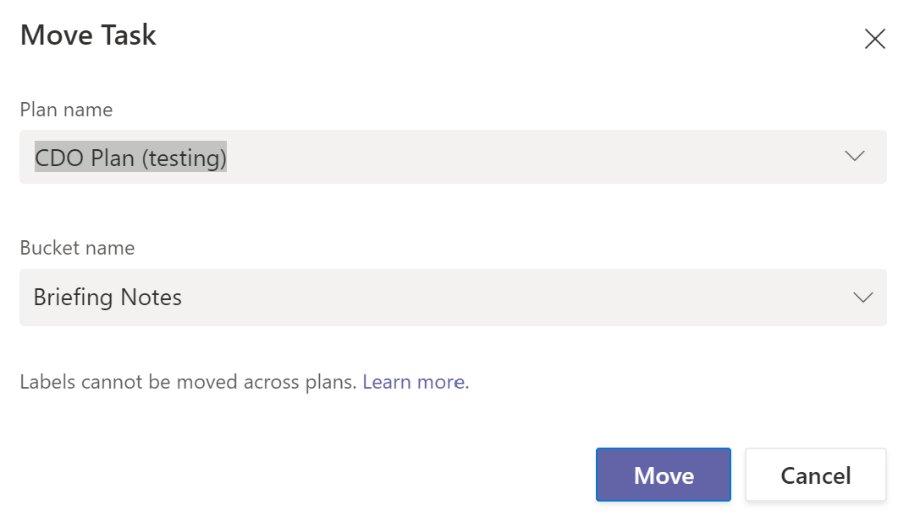 Move Task
Plan name
CDO Plan (testing)
Bucket name
Briefing Notes
Labels cannot be moved across plans. Learn more.
Move
Cancel